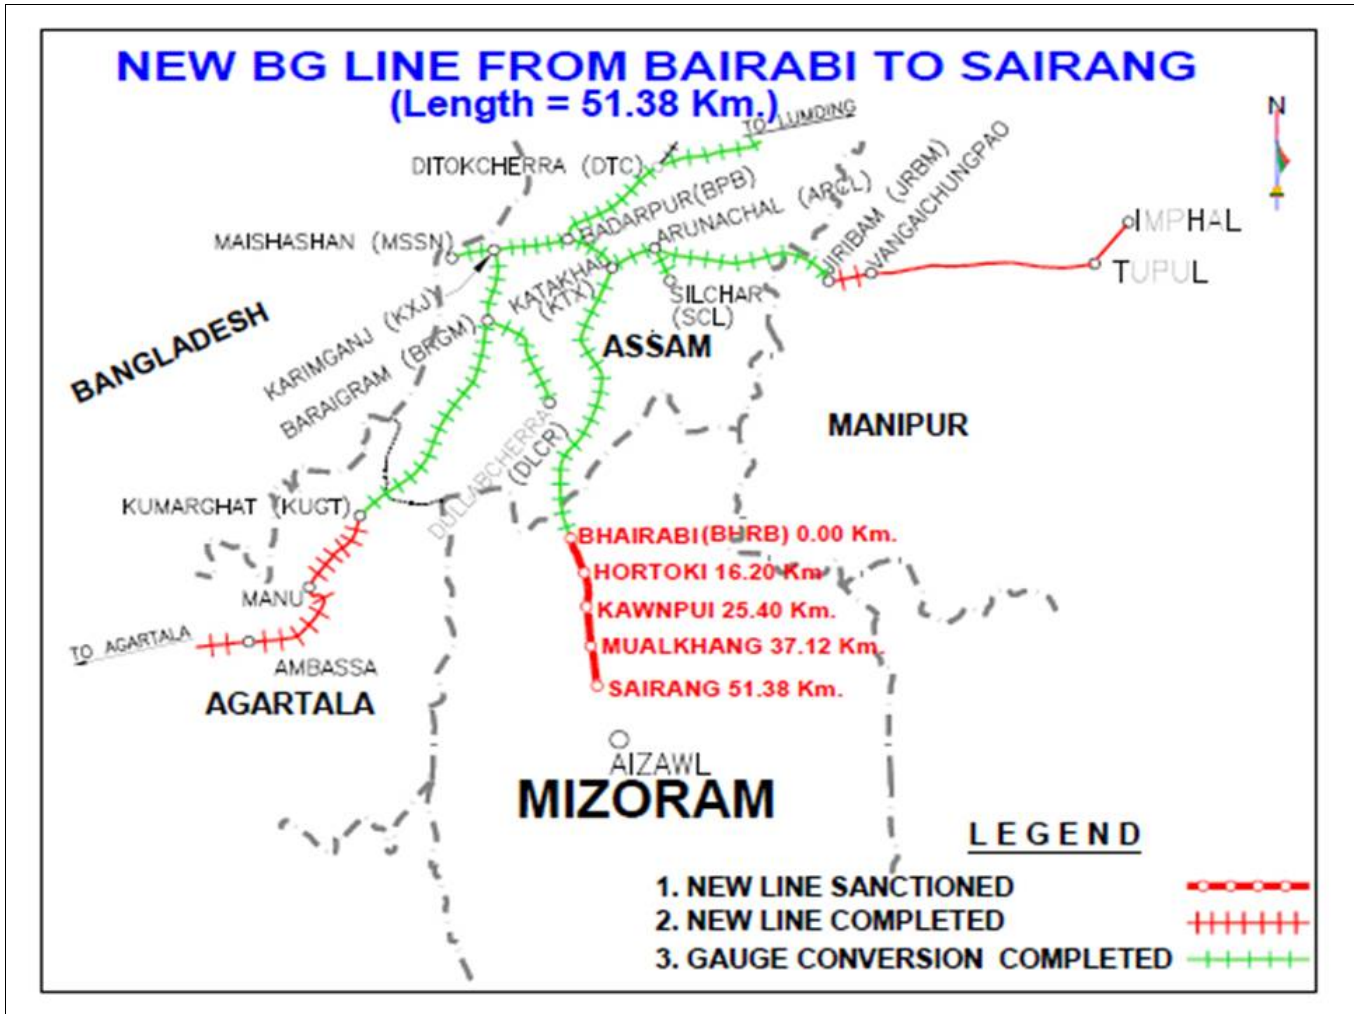 NEW BG LINE FROM BAIRABI TO SAIRANG
(Length = 51.38 Km.)
N
TO LUMDING
DITOKCHERRA (DTC)
BADARPUR(BPB)
ARUNACHAL (ARCL)
JIRIBAM (JRBM)
VANGAICHUNGPAO
IMPHAL
TUPUL
MAISHASHAN (MSSN)
KATAKHAL
(KTX)
SILCHAR
(SCL)
KARIMGANJ (KXJ)
BARAIGRAM (BRGM)
BANGLADESH
ASSAM
MANIPUR
DULLABCHERRA
(DLCR)
KUMARGHAT (KUGT)
BHAIRABI(BHRB) 0.00 Km.
HORTOKI 16.20 Km
MANU
KAWNPUI 25.40 Km.
TO AGARTALA
MUALKHANG 37.12 Km.
AMBASSA
SAIRANG 51.38 Km.
AGARTALA
AIZAWL
MIZORAM
LEGEND
1. NEW LINE SANCTIONED
2. NEW LINE COMPLETED
3. GAUGE CONVERSION COMPLETED